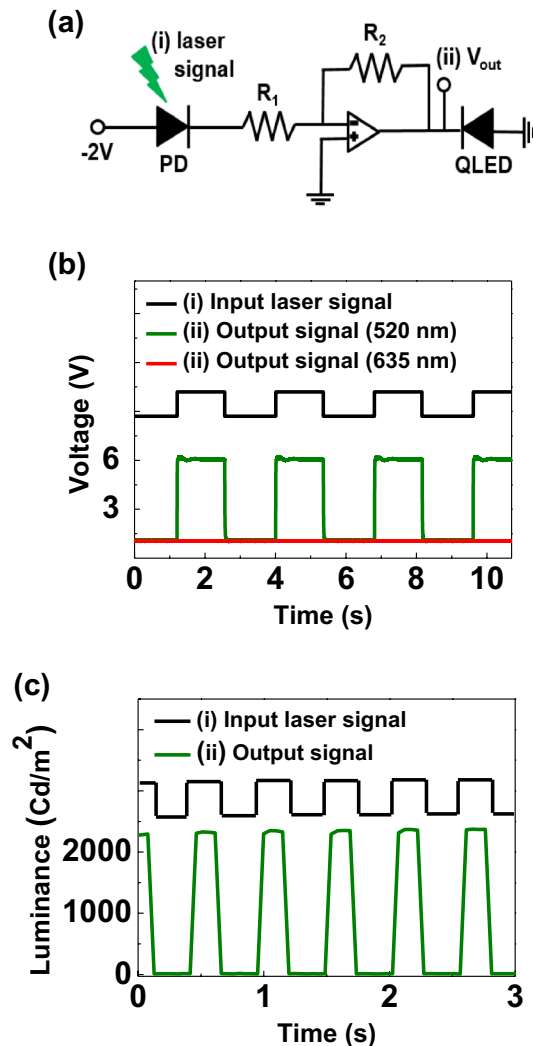 (a)
(i) laser
signal
R1
R2
(ii) Vout
-2V
PD
-
+
QLED
(b)
(i) Input laser signal
(ii) Output signal (520 nm)
(ii) Output signal (635 nm)
Voltage (V)
6
3
0 2 4 6 8 10
Time (s)
(c)
(i) Input laser signal
(ii) Output signal
Luminance (Cd/m²)
2000
1000
0
0 1 2 3
Time (s)